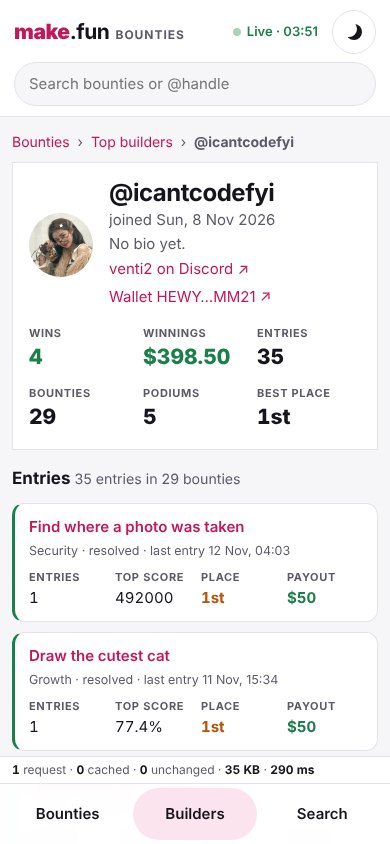 make.fun BOUNTIES
Live · 03:51
Search bounties or @handle
Bounties › Top builders › @icantcodefyi
@icantcodefyi
joined Sun, 8 Nov 2026
No bio yet.
venti2 on Discord ↗
Wallet HEWY…MM21 ↗
WINS WINNINGS ENTRIES
4 $398.50 35
BOUNTIES PODIUMS BEST PLACE
29 5 1st
Entries 35 entries in 29 bounties
Find where a photo was taken
Security · resolved · last entry 12 Nov, 04:03
ENTRIES TOP SCORE PLACE PAYOUT
1 492000 1st $50
Draw the cutest cat
Growth · resolved · last entry 11 Nov, 15:34
ENTRIES TOP SCORE PLACE PAYOUT
1 77.4% 1st $50
1 request · 0 cached · 0 unchanged · 35 KB · 290 ms
Bounties Builders Search